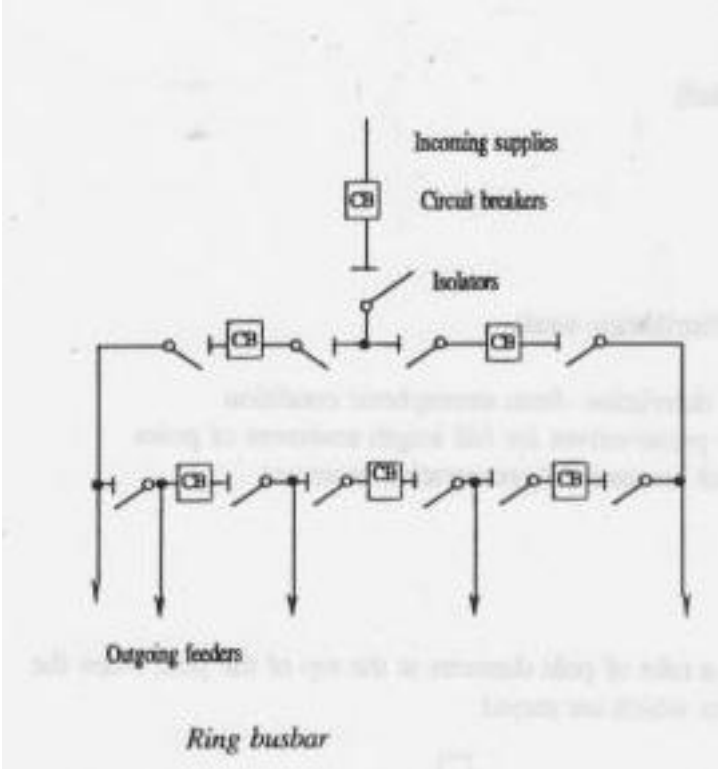 Incoming supplies
CB
Circuit breakers
Isolators
CB
CB
CB
CB
CB
Outgoing feeders
Ring busbar